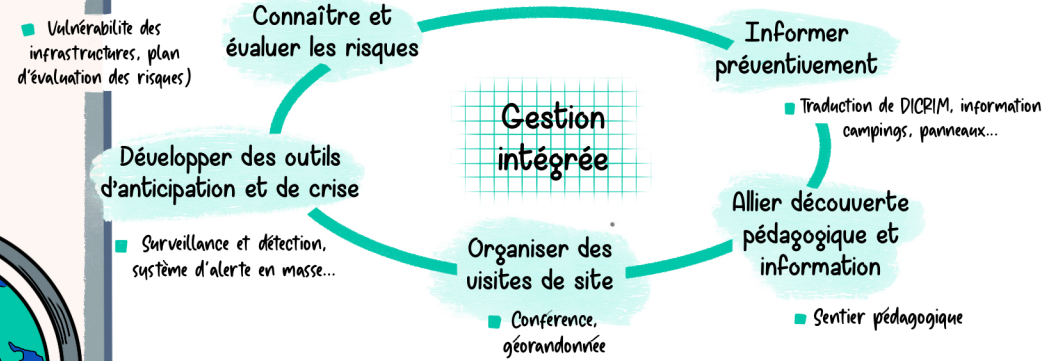 Connaître et
évaluer les risques
Vulnérabilite des
infrastructures, plan
d'évaluation des risques)
Informer
préventivement
Traduction de DICRIM, information
campings, panneaux...
Gestion
intégrée
Développer des outils
d'anticipation et de crise
Surveillance et détection,
système d'alerte en masse...
Allier découverte
pédagogique et
information
Sentier pédagogique
Organiser des
visites de site
Conférence,
géorandonnée